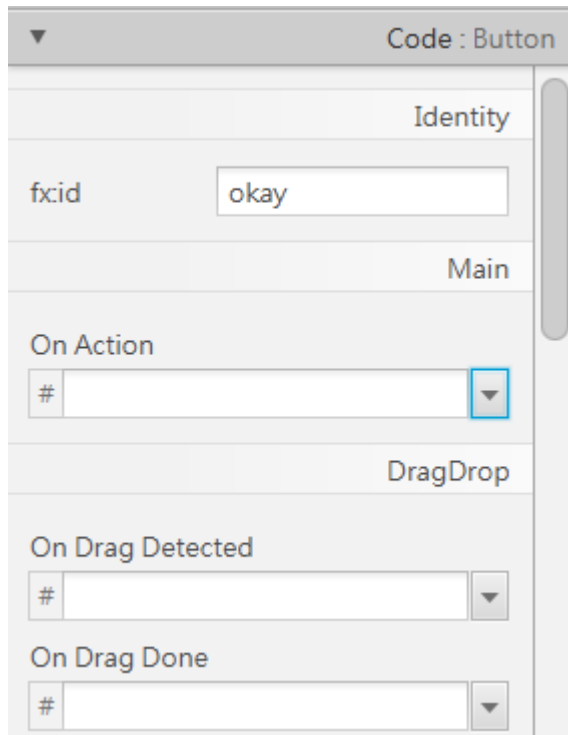 Code : Button
Identity
fx:id okay
Main
On Action
#
DragDrop
On Drag Detected
#
On Drag Done
#